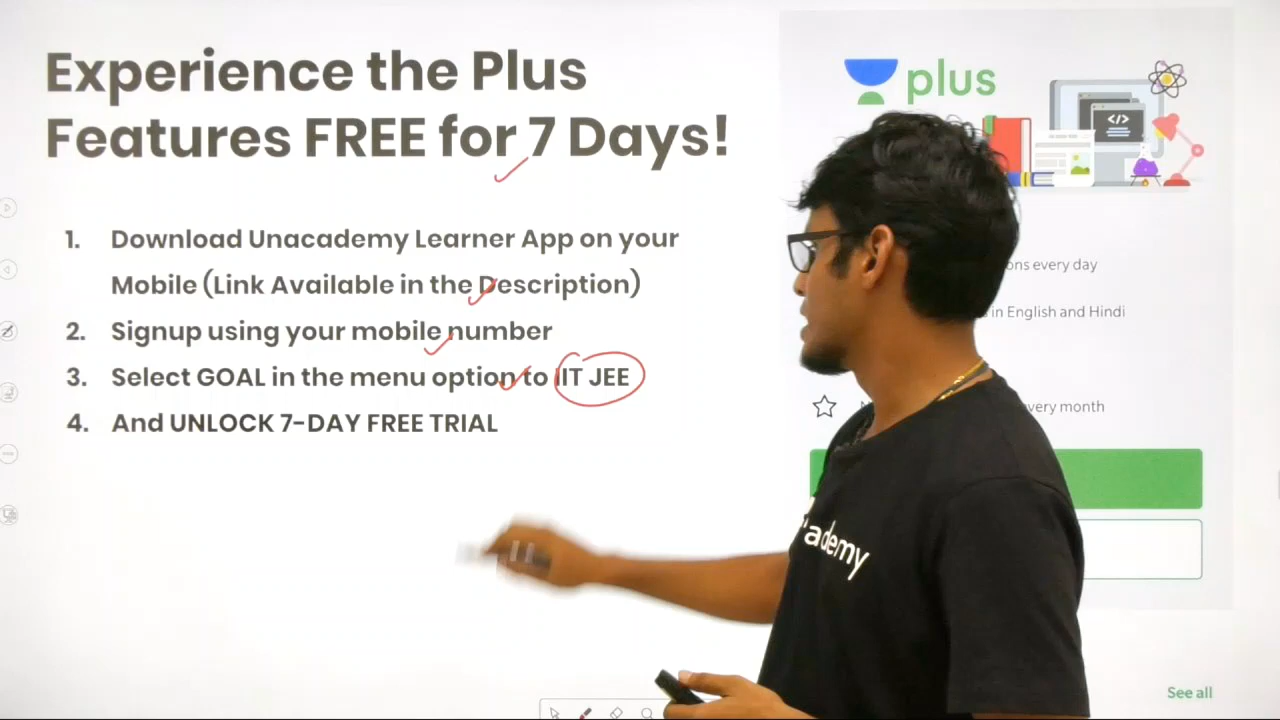 Experience the Plus
Features FREE for 7 Days!
1. Download Unacademy Learner App on your
Mobile (Link Available in the Description)
2. Signup using your mobile number
3. Select GOAL in the menu option to IIT JEE
4. And UNLOCK 7-DAY FREE TRIAL
plus
</>
every day
in English and Hindi
every month
ademy
See all